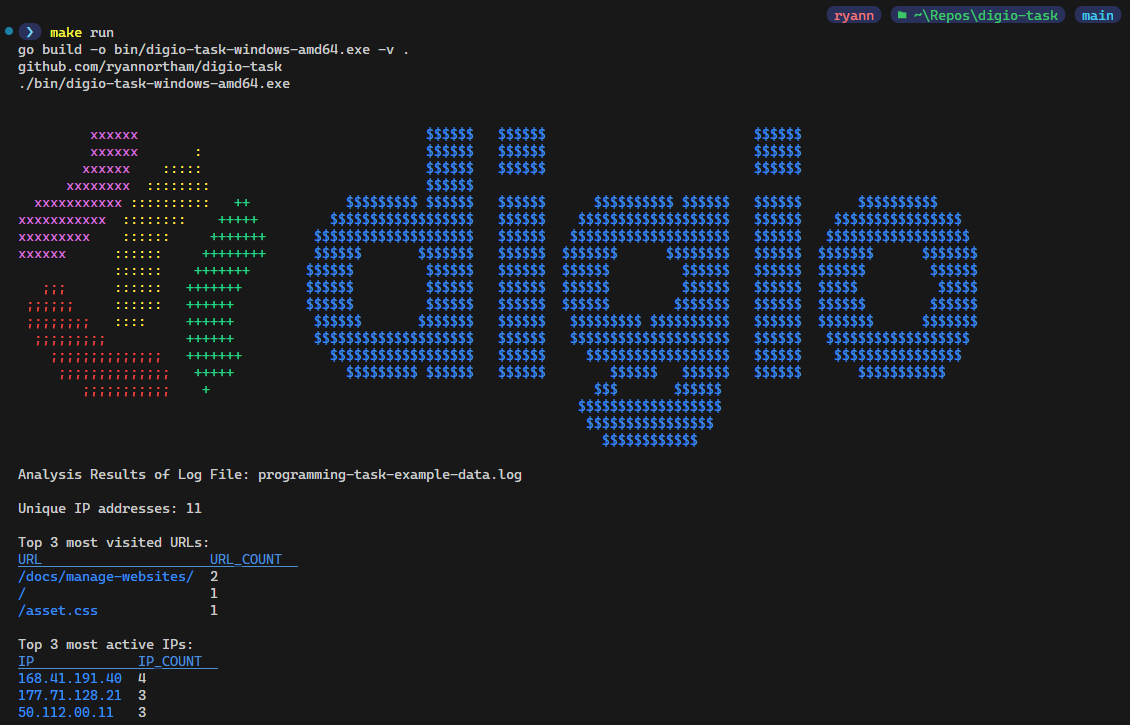 ryann ~\Repos\digio-task main
❯ make run
go build -o bin/digio-task-windows-amd64.exe -v .
github.com/ryannortham/digio-task
./bin/digio-task-windows-amd64.exe
digio
Analysis Results of Log File: programming-task-example-data.log
Unique IP addresses: 11
Top 3 most visited URLs:
URL URL_COUNT
/docs/manage-websites/ 2
/ 1
/asset.css 1
Top 3 most active IPs:
IP IP_COUNT
168.41.191.40 4
177.71.128.21 3
50.112.00.11 3